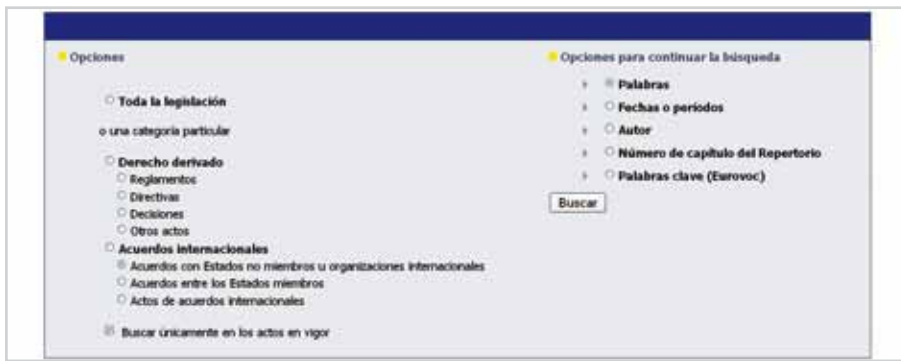 Opciones
Toda la legislación
o una categoría particular
Derecho derivado
Reglamentos
Directivas
Decisiones
Otros actos
Acuerdos internacionales
Acuerdos con Estados no miembros u organizaciones internacionales
Acuerdos entre los Estados miembros
Actos de acuerdos internacionales
Buscar únicamente en los actos en vigor
Opciones para continuar la búsqueda
Palabras
Fechas o períodos
Autor
Número de capítulo del Repertorio
Palabras clave (Eurovoc)
Buscar